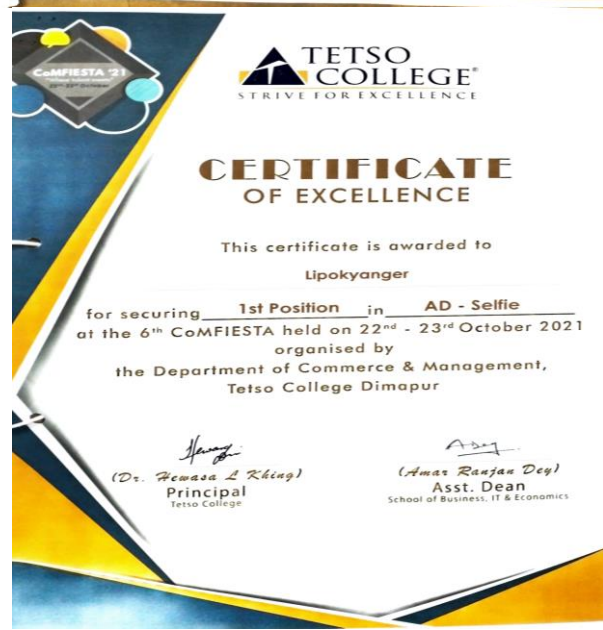 CoMFIESTA '21
22nd-23rd October
TETSO
COLLEGE®
STRIVE FOR EXCELLENCE
CERTIFICATE
OF EXCELLENCE
This certificate is awarded to
Lipokyanger
for securing 1st Position in AD - Selfie
at the 6th CoMFIESTA held on 22nd - 23rd October 2021
organised by
the Department of Commerce & Management,
Tetso College Dimapur
(Dr. Hewasa L Khing)
Principal
Tetso College
(Amar Ranjan Dey)
Asst. Dean
School of Business, IT & Economics